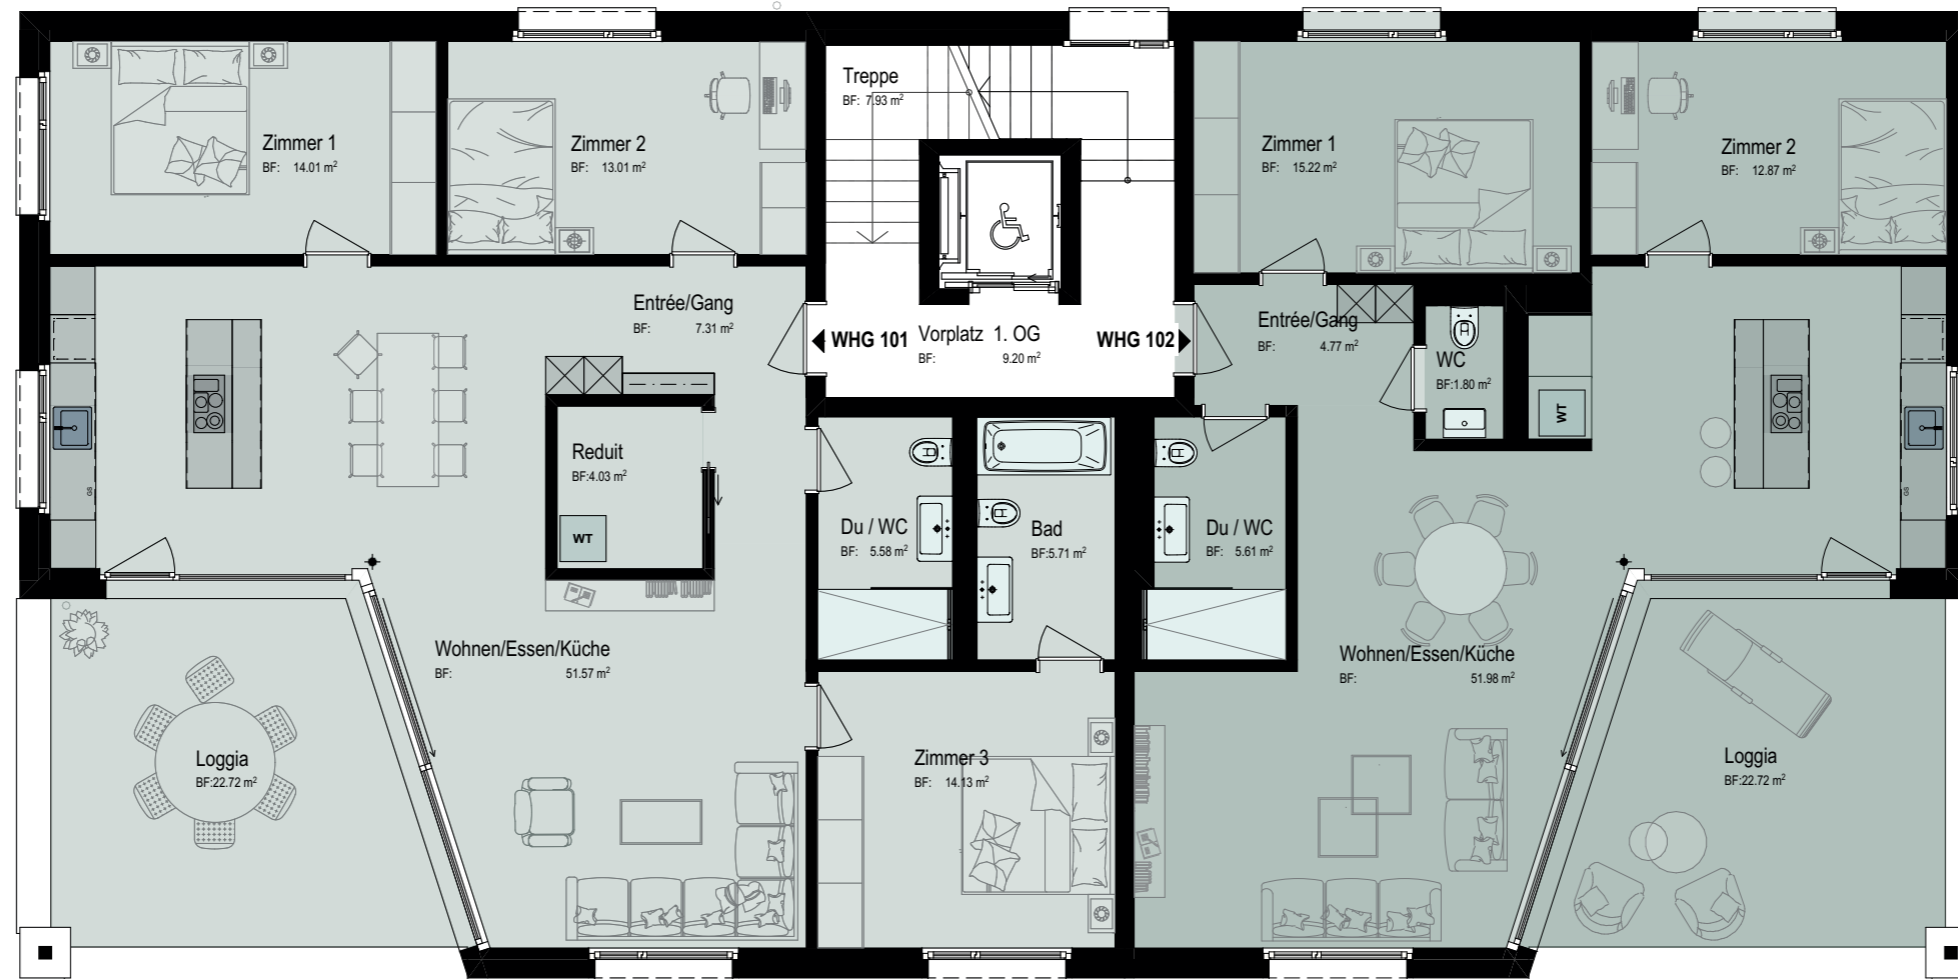 Treppe
BF: 7.93 m²
Zimmer 1
BF: 14.01 m²
Zimmer 2
BF: 13.01 m²
Zimmer 1
BF: 15.22 m²
Zimmer 2
BF: 12.87 m²
Entrée/Gang
BF: 7.31 m²
WHG 101
Vorplatz 1. OG
BF: 9.20 m²
WHG 102
Entrée/Gang
BF: 4.77 m²
WC
BF:1.80 m²
WT
GS
Reduit
BF:4.03 m²
WT
Du / WC
BF: 5.58 m²
Bad
BF:5.71 m²
Du / WC
BF: 5.61 m²
GS
Wohnen/Essen/Küche
BF: 51.57 m²
Wohnen/Essen/Küche
BF: 51.98 m²
Loggia
BF:22.72 m²
Zimmer 3
BF: 14.13 m²
Loggia
BF:22.72 m²